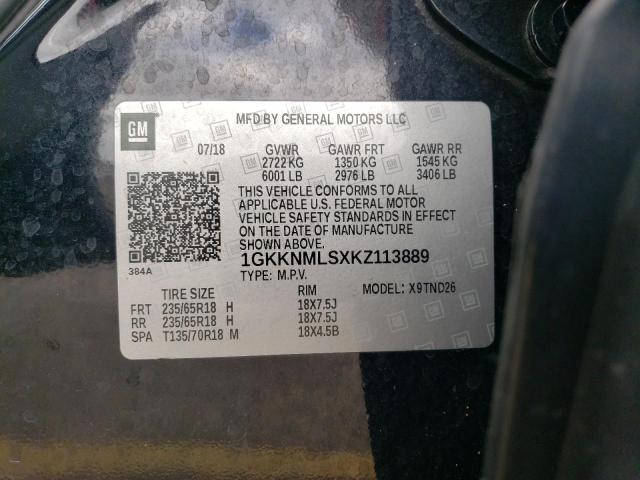 GM
MFD BY GENERAL MOTORS LLC
07/18 GVWR GAWR FRT GAWR RR
2722 KG 1350 KG 1545 KG
6001 LB 2976 LB 3406 LB
THIS VEHICLE CONFORMS TO ALL
APPLICABLE U.S. FEDERAL MOTOR
VEHICLE SAFETY STANDARDS IN EFFECT
ON THE DATE OF MANUFACTURE
SHOWN ABOVE.
384A
1GKKNMLSXKZ113889
TYPE: M.P.V.
TIRE SIZE RIM MODEL: X9TND26
FRT 235/65R18 H 18X7.5J
RR 235/65R18 H 18X7.5J
SPA T135/70R18 M 18X4.5B